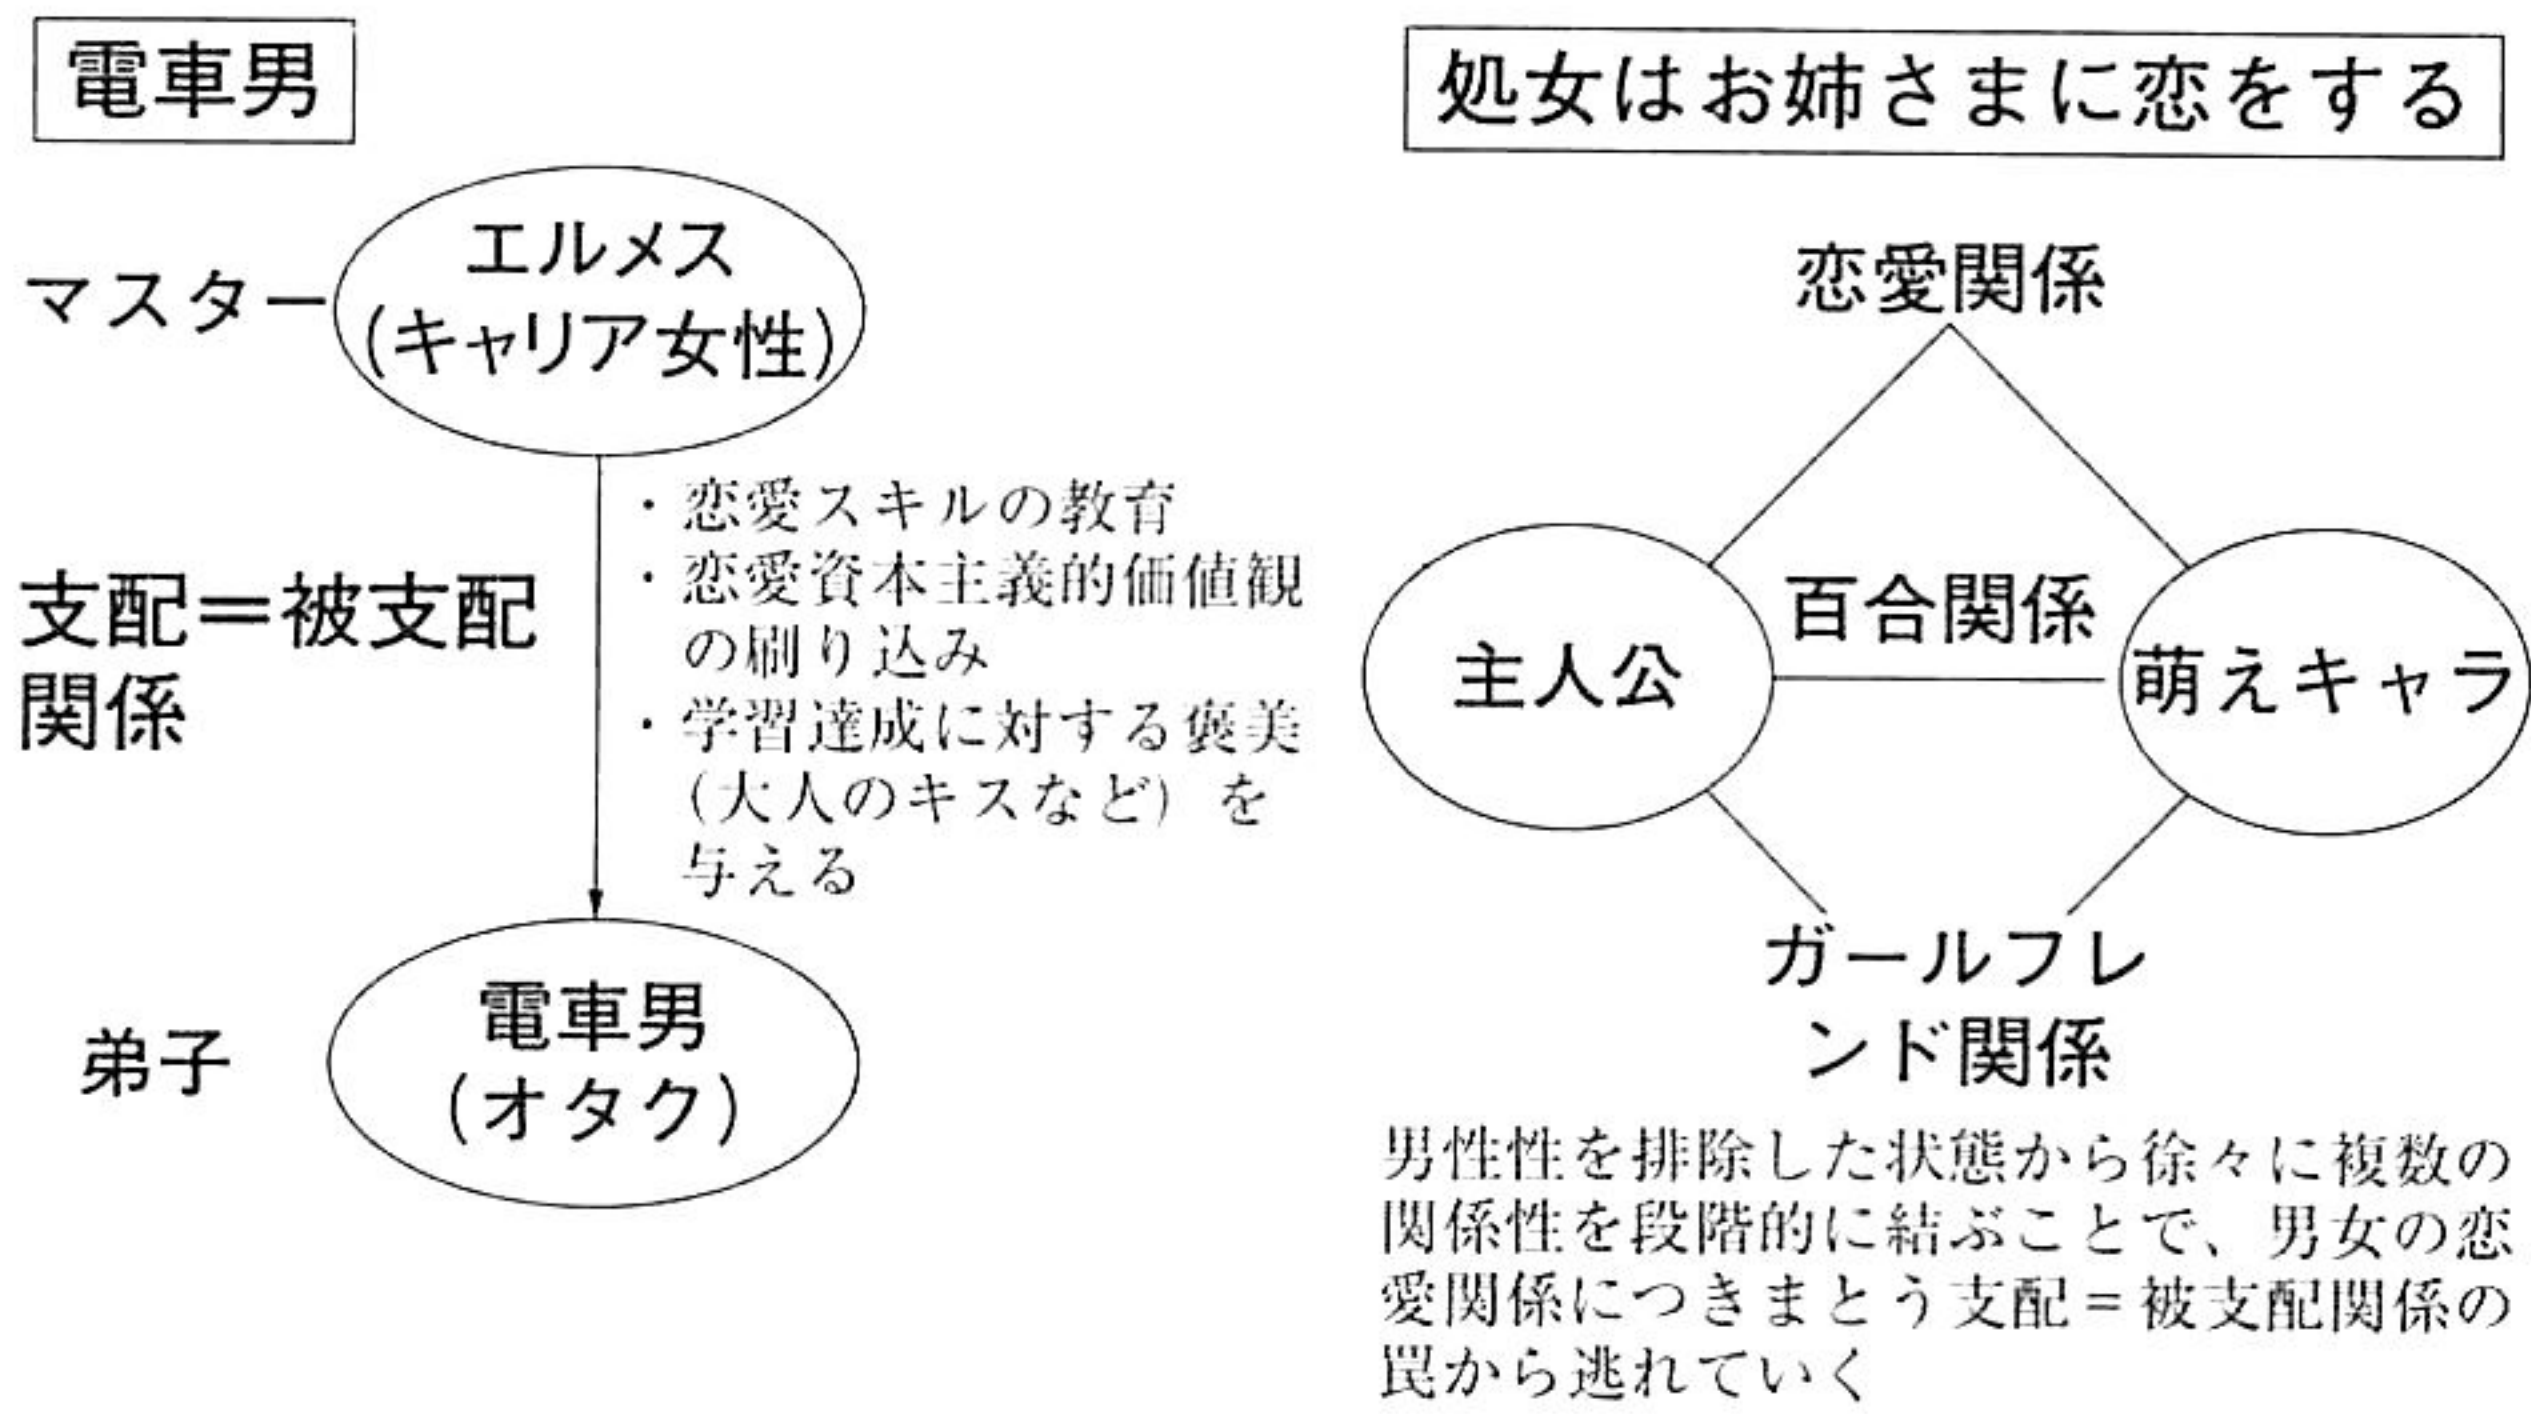 電車男
マスター
エルメス
(キャリア女性)
支配＝被支配
関係
・恋愛スキルの教育
・恋愛資本主義的価値観
の刷り込み
・学習達成に対する褒美
(大人のキスなど) を
与える
弟子
電車男
(オタク)
処女はお姉さまに恋をする
恋愛関係
主人公
百合関係
萌えキャラ
ガールフレ
ンド関係
男性性を排除した状態から徐々に複数の
関係性を段階的に結ぶことで、男女の恋
愛関係につきまとう支配＝被支配関係の
罠から逃れていく